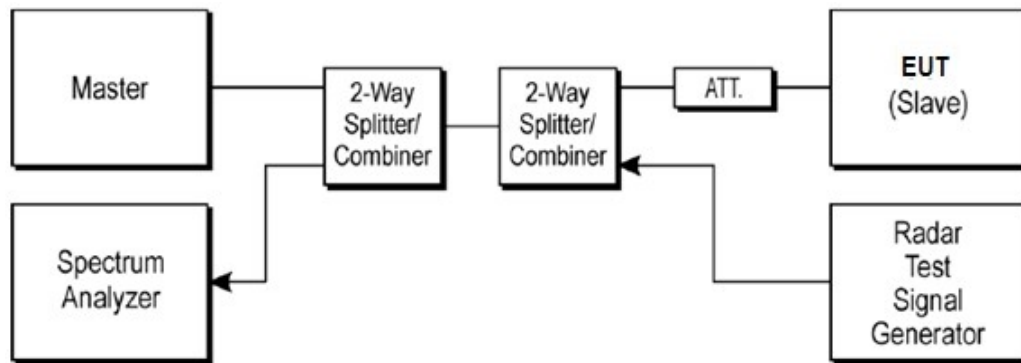 Master
2-Way
Splitter/
Combiner
2-Way
Splitter/
Combiner
ATT.
EUT
(Slave)
Spectrum
Analyzer
Radar
Test
Signal
Generator